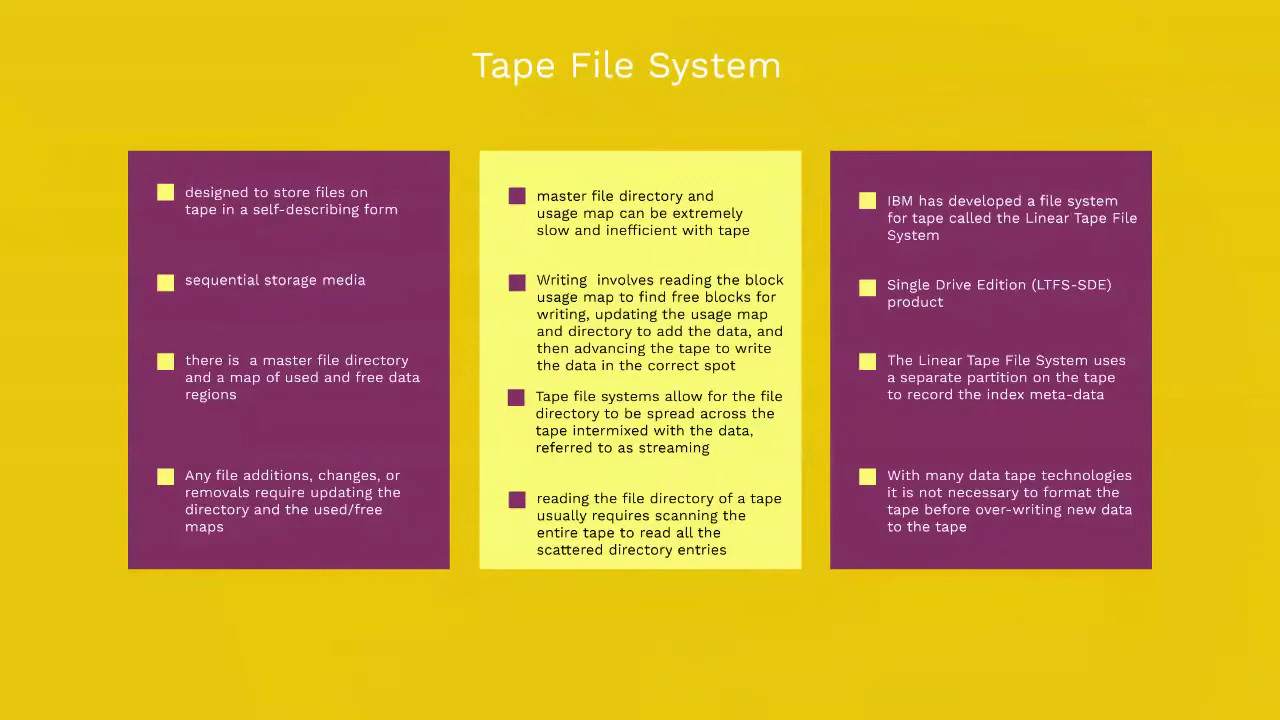 Tape File System
designed to store files on
tape in a self-describing form
sequential storage media
there is  a master file directory
and a map of used and free data
regions
Any file additions, changes, or
removals require updating the
directory and the used/free
maps
master file directory and
usage map can be extremely
slow and inefficient with tape
Writing  involves reading the block
usage map to find free blocks for
writing, updating the usage map
and directory to add the data, and
then advancing the tape to write
the data in the correct spot
Tape file systems allow for the file
directory to be spread across the
tape intermixed with the data,
referred to as streaming
reading the file directory of a tape
usually requires scanning the
entire tape to read all the
scattered directory entries
IBM has developed a file system
for tape called the Linear Tape File
System
Single Drive Edition (LTFS-SDE)
product
The Linear Tape File System uses
a separate partition on the tape
to record the index meta-data
With many data tape technologies
it is not necessary to format the
tape before over-writing new data
to the tape